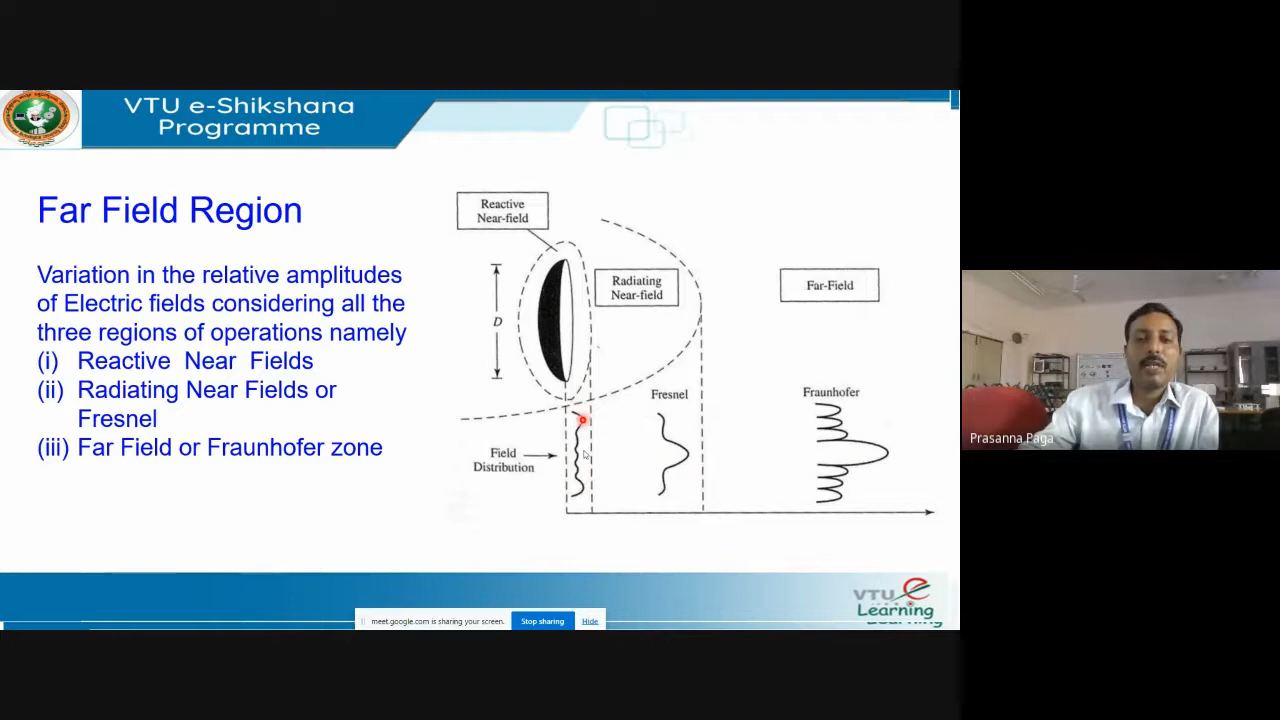 VTU e-Shikshana
Programme
Far Field Region
Variation in the relative amplitudes
of Electric fields considering all the
three regions of operations namely
(i) Reactive Near Fields
(ii) Radiating Near Fields or
Fresnel
(iii) Far Field or Fraunhofer zone
Reactive
Near-field
Radiating
Near-field
Far-Field
D
Fresnel
Fraunhofer
Field
Distribution
Prasanna Paga
VTU e
Learning
Learning
meet.google.com is sharing your screen.
Stop sharing
Hide